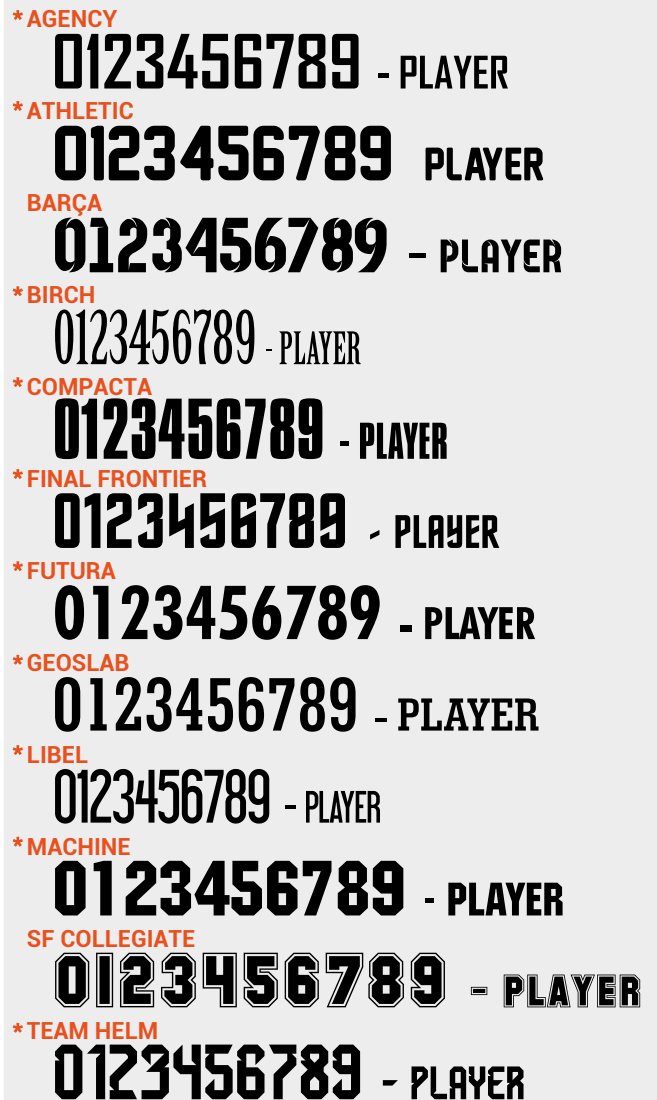 * AGENCY
0123456789 - PLAYER
* ATHLETIC
0123456789 PLAYER
BARÇA
0123456789 - PLAYER
* BIRCH
0123456789 - PLAYER
* COMPACTA
0123456789 - PLAYER
* FINAL FRONTIER
0123456789 - PLAYER
* FUTURA
0123456789 - PLAYER
* GEOSLAB
0123456789 - PLAYER
* LIBEL
0123456789 - PLAYER
* MACHINE
0123456789 - PLAYER
SF COLLEGIATE
0123456789 - PLAYER
* TEAM HELM
0123456789 - PLAYER